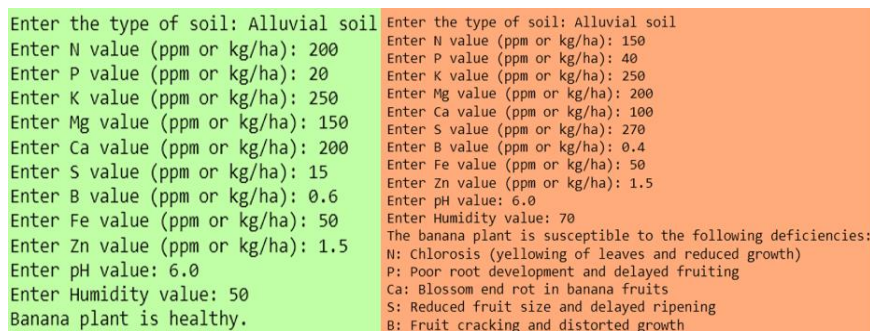 Enter the type of soil: Alluvial soil
Enter N value (ppm or kg/ha): 200
Enter P value (ppm or kg/ha): 20
Enter K value (ppm or kg/ha): 250
Enter Mg value (ppm or kg/ha): 150
Enter Ca value (ppm or kg/ha): 200
Enter S value (ppm or kg/ha): 15
Enter B value (ppm or kg/ha): 0.6
Enter Fe value (ppm or kg/ha): 50
Enter Zn value (ppm or kg/ha): 1.5
Enter pH value: 6.0
Enter Humidity value: 50
Banana plant is healthy.
Enter the type of soil: Alluvial soil
Enter N value (ppm or kg/ha): 150
Enter P value (ppm or kg/ha): 40
Enter K value (ppm or kg/ha): 250
Enter Mg value (ppm or kg/ha): 200
Enter Ca value (ppm or kg/ha): 100
Enter S value (ppm or kg/ha): 270
Enter B value (ppm or kg/ha): 0.4
Enter Fe value (ppm or kg/ha): 50
Enter Zn value (ppm or kg/ha): 1.5
Enter pH value: 6.0
Enter Humidity value: 70
The banana plant is susceptible to the following deficiencies:
N: Chlorosis (yellowing of leaves and reduced growth)
P: Poor root development and delayed fruiting
Ca: Blossom end rot in banana fruits
S: Reduced fruit size and delayed ripening
B: Fruit cracking and distorted growth